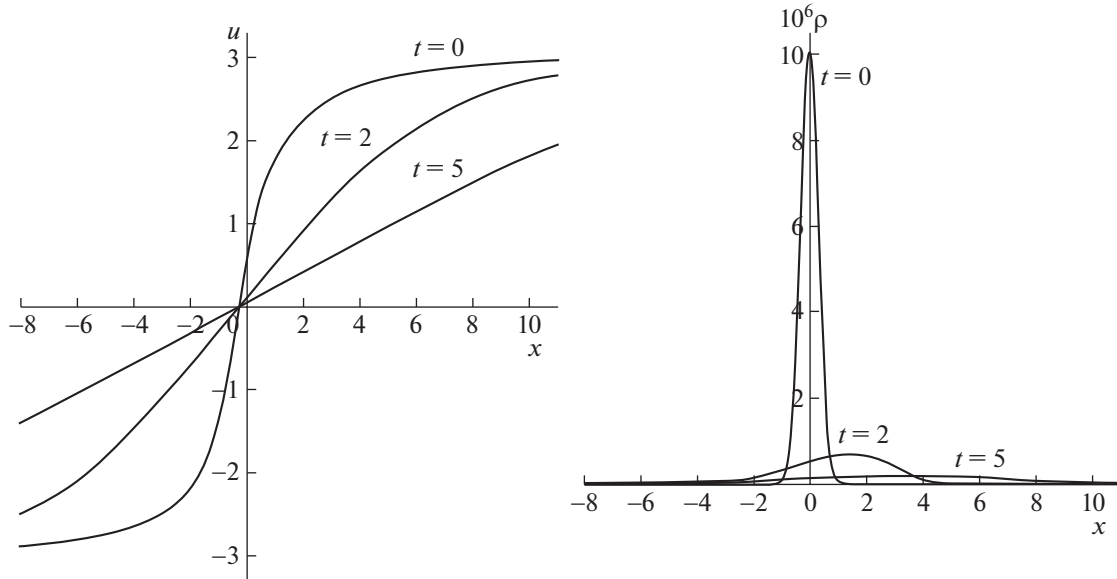 u
3
t = 0
2
t = 2
t = 5
1
−8 −6 −4 −2 0 2 4 6 8 10
x
−1
−2
−3
10⁶ρ
10
t = 0
8
6
4
2
t = 2
t = 5
−8 −6 −4 −2 0 2 4 6 8 10
x